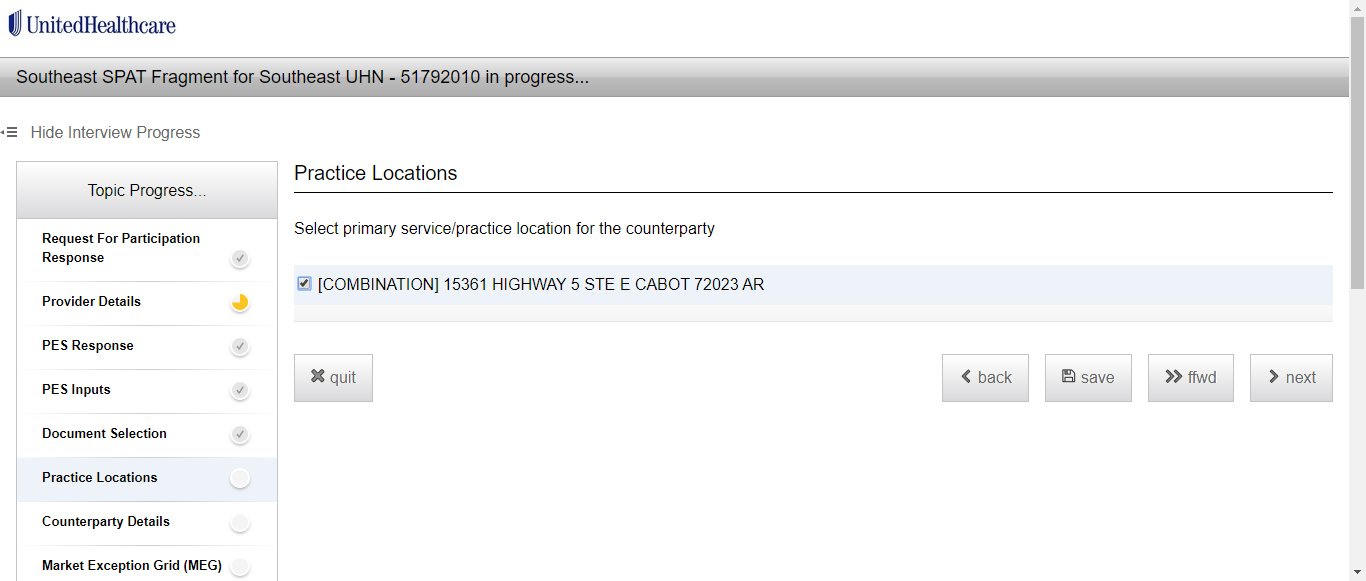 UnitedHealthcare
Southeast SPAT Fragment for Southeast UHN - 51792010 in progress...
Hide Interview Progress
Topic Progress...
Request For Participation
Response
Provider Details
PES Response
PES Inputs
Document Selection
Practice Locations
Counterparty Details
Market Exception Grid (MEG)
Practice Locations
Select primary service/practice location for the counterparty
[COMBINATION] 15361 HIGHWAY 5 STE E CABOT 72023 AR
quit
back
save
ffwd
next